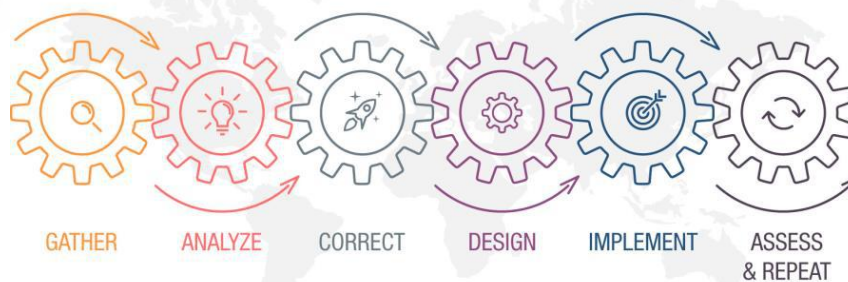 GATHER
ANALYZE
CORRECT
DESIGN
IMPLEMENT
ASSESS
& REPEAT